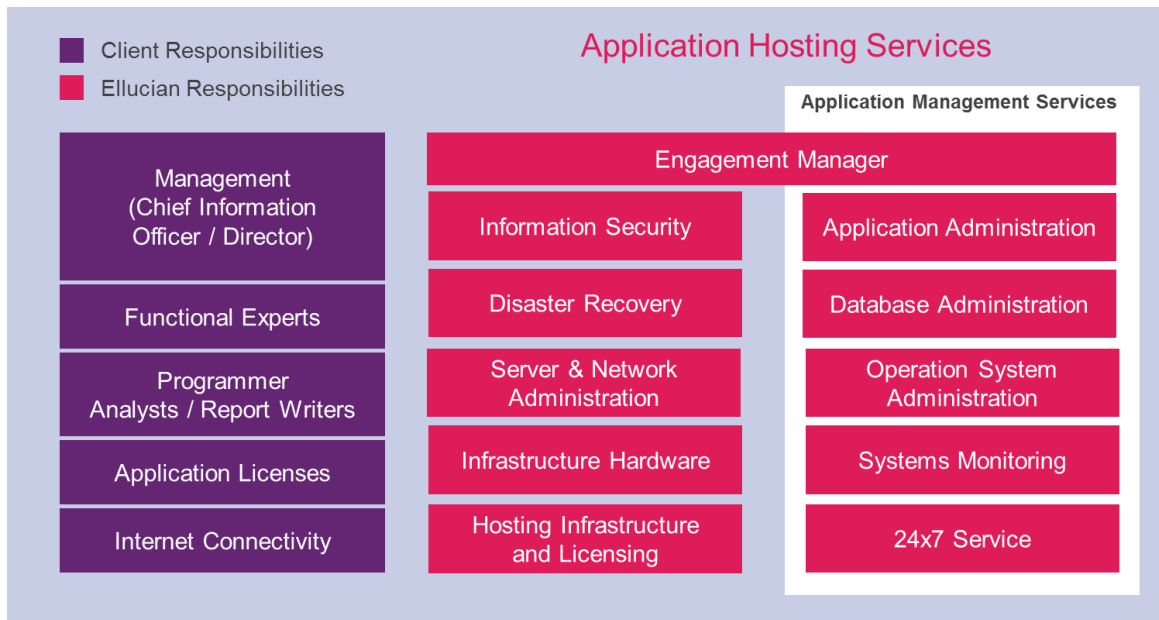 Client Responsibilities
Ellucian Responsibilities
Application Hosting Services
Application Management Services
Management
(Chief Information
Officer / Director)
Functional Experts
Programmer
Analysts / Report Writers
Application Licenses
Internet Connectivity
Engagement Manager
Information Security
Disaster Recovery
Server & Network
Administration
Infrastructure Hardware
Hosting Infrastructure
and Licensing
Application Administration
Database Administration
Operation System
Administration
Systems Monitoring
24x7 Service